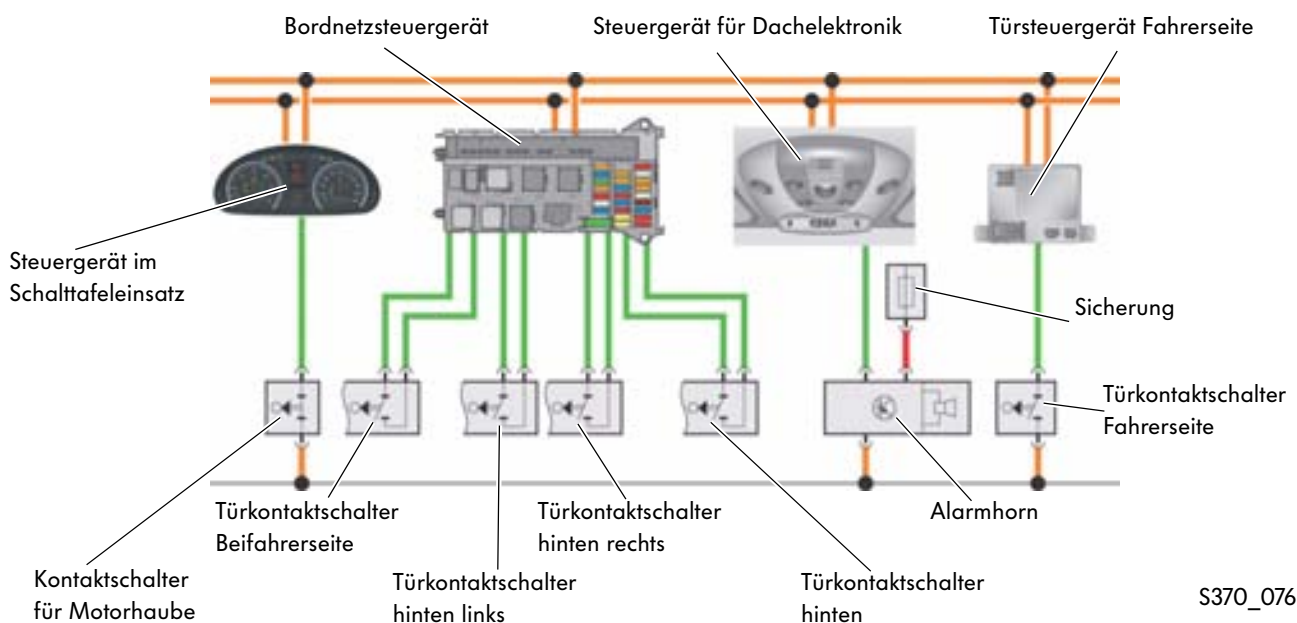 Bordnetzsteuergerät
Steuergerät für Dachelektronik
Türsteuergerät Fahrerseite
Steuergerät im
Schalttafeleinsatz
Sicherung
Türkontaktschalter
Fahrerseite
Türkontaktschalter
Beifahrerseite
Türkontaktschalter
hinten rechts
Alarmhorn
Kontaktschalter
für Motorhaube
Türkontaktschalter
hinten links
Türkontaktschalter
hinten
S370_076